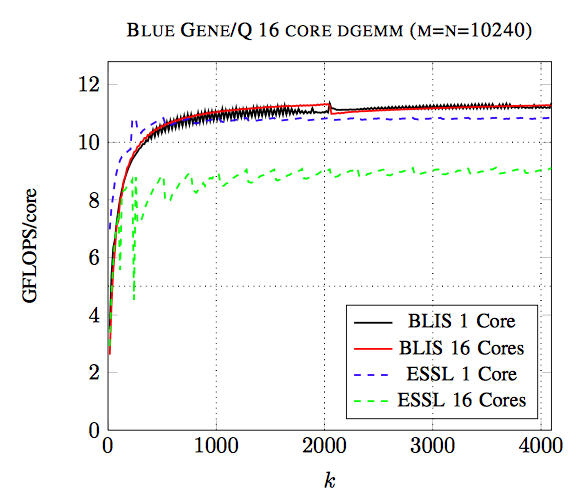 BLUE GENE/Q 16 CORE DGEMM (M=N=10240)
12
10
8
6
4
2
0
GFLOPS/core
BLIS 1 Core
BLIS 16 Cores
ESSL 1 Core
ESSL 16 Cores
0 1000 2000 3000 4000
k